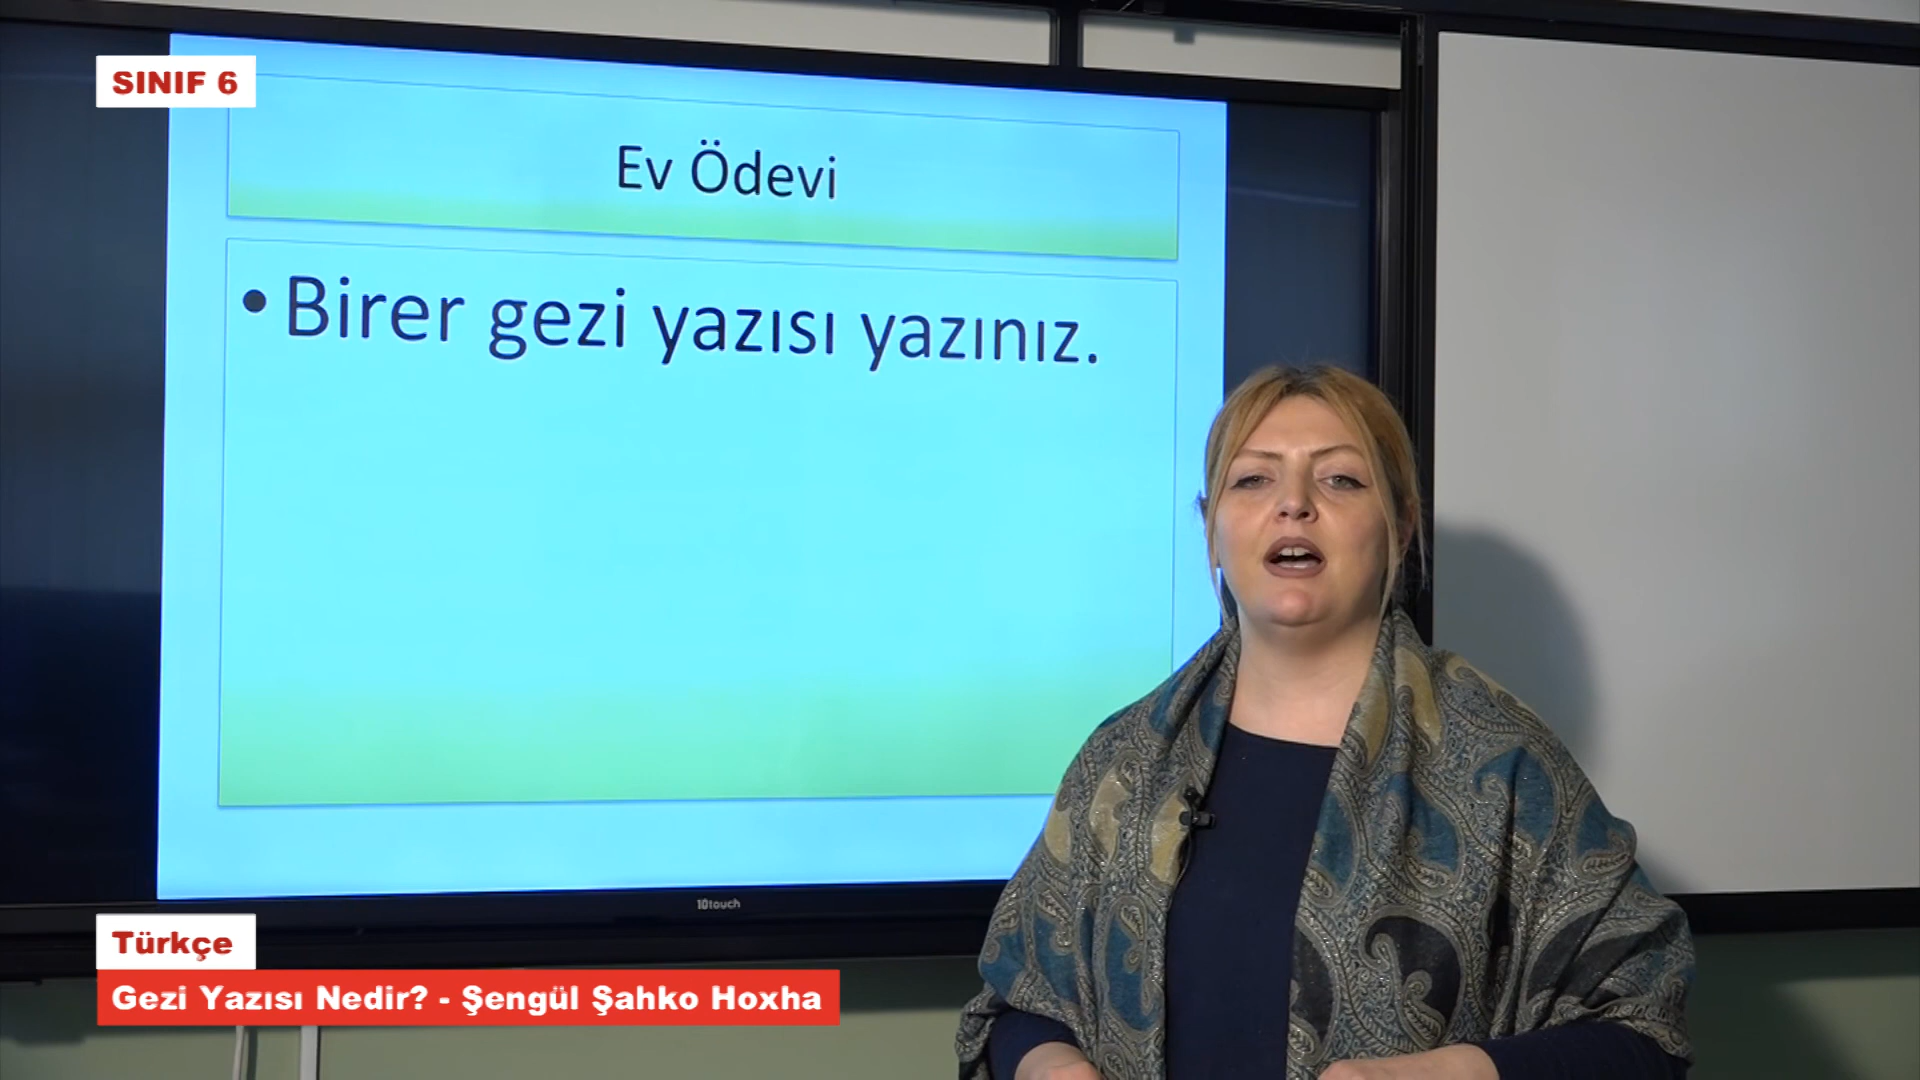 SINIF 6
Ev Ödevi
• Birer gezi yazısı yazınız.
10touch
Türkçe
Gezi Yazısı Nedir? - Şengül Şahko Hoxha